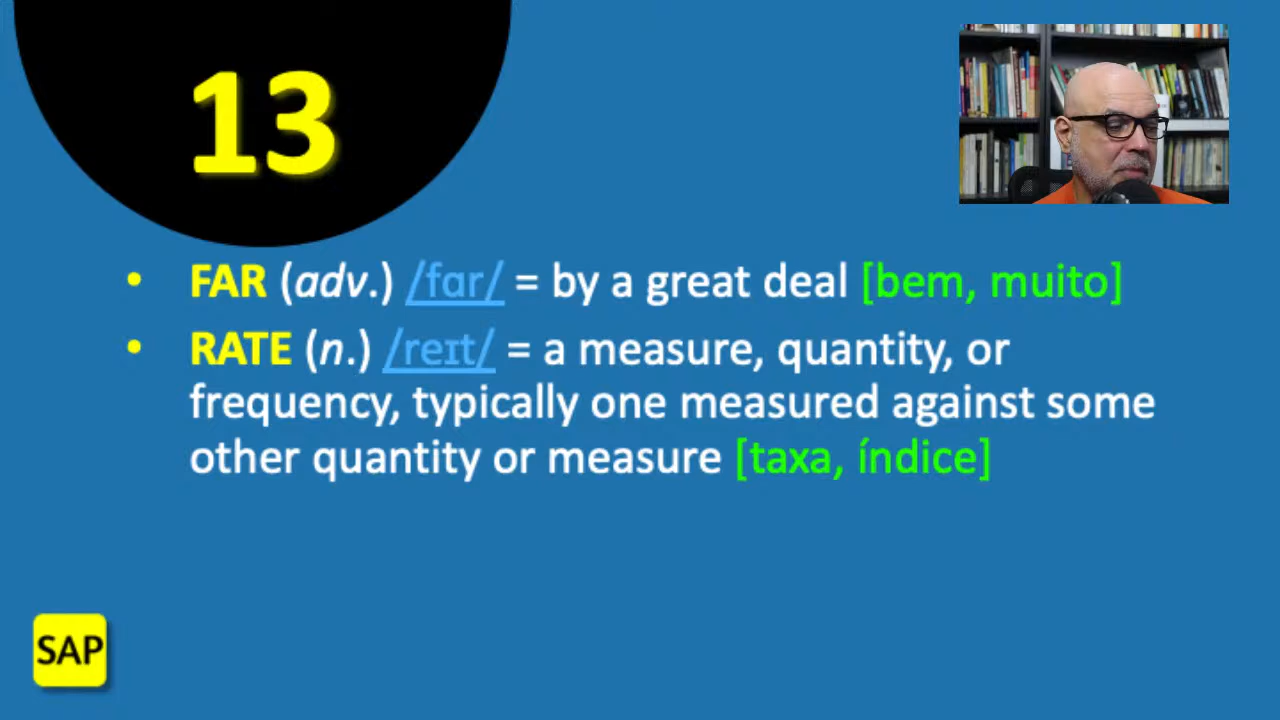 13
• FAR (adv.) /fɑr/ = by a great deal [bem, muito]
• RATE (n.) /reɪt/ = a measure, quantity, or
frequency, typically one measured against some
other quantity or measure [taxa, índice]
SAP